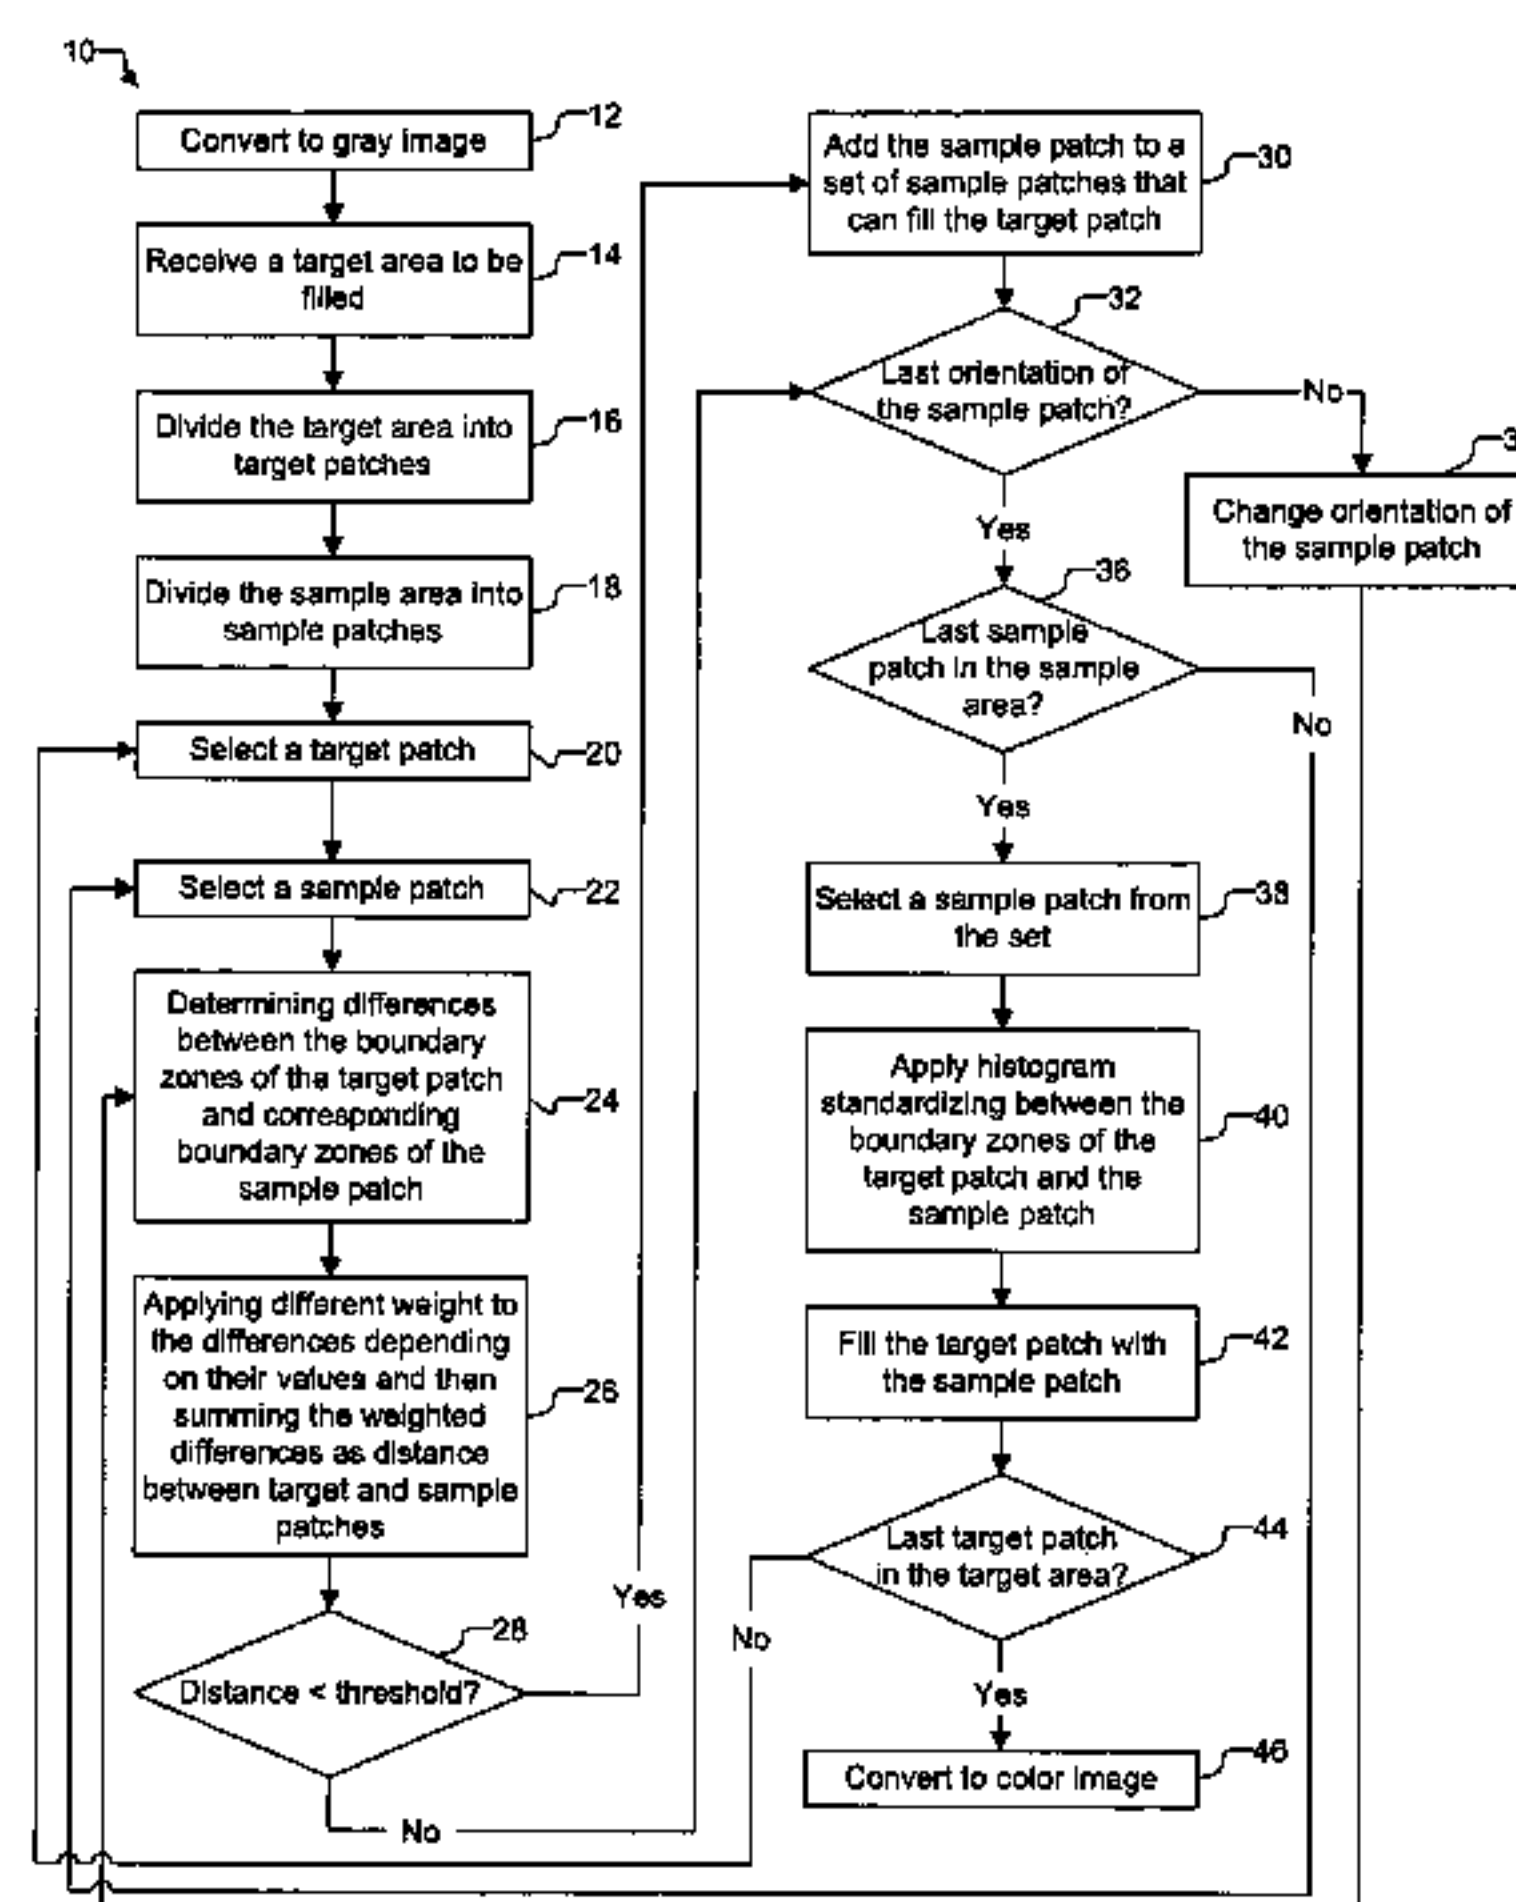 10
Convert to gray image
12
Receive a target area to be
filled
14
Divide the target area into
target patches
16
Divide the sample area into
sample patches
18
Select a target patch
20
Select a sample patch
22
Determining differences
between the boundary
zones of the target patch
and corresponding
boundary zones of the
sample patch
24
Applying different weight to
the differences depending
on their values and then
summing the weighted
differences as distance
between target and sample
patches
26
Distance < threshold?
28
Yes
No
Add the sample patch to a
set of sample patches that
can fill the target patch
30
Last orientation of
the sample patch?
32
No
Yes
Change orientation of
the sample patch
3
Last sample
patch in the sample
area?
36
No
Yes
Select a sample patch from
the set
38
Apply histogram
standardizing between the
boundary zones of the
target patch and the
sample patch
40
Fill the target patch with
the sample patch
42
Last target patch
in the target area?
44
No
Yes
Convert to color image
46